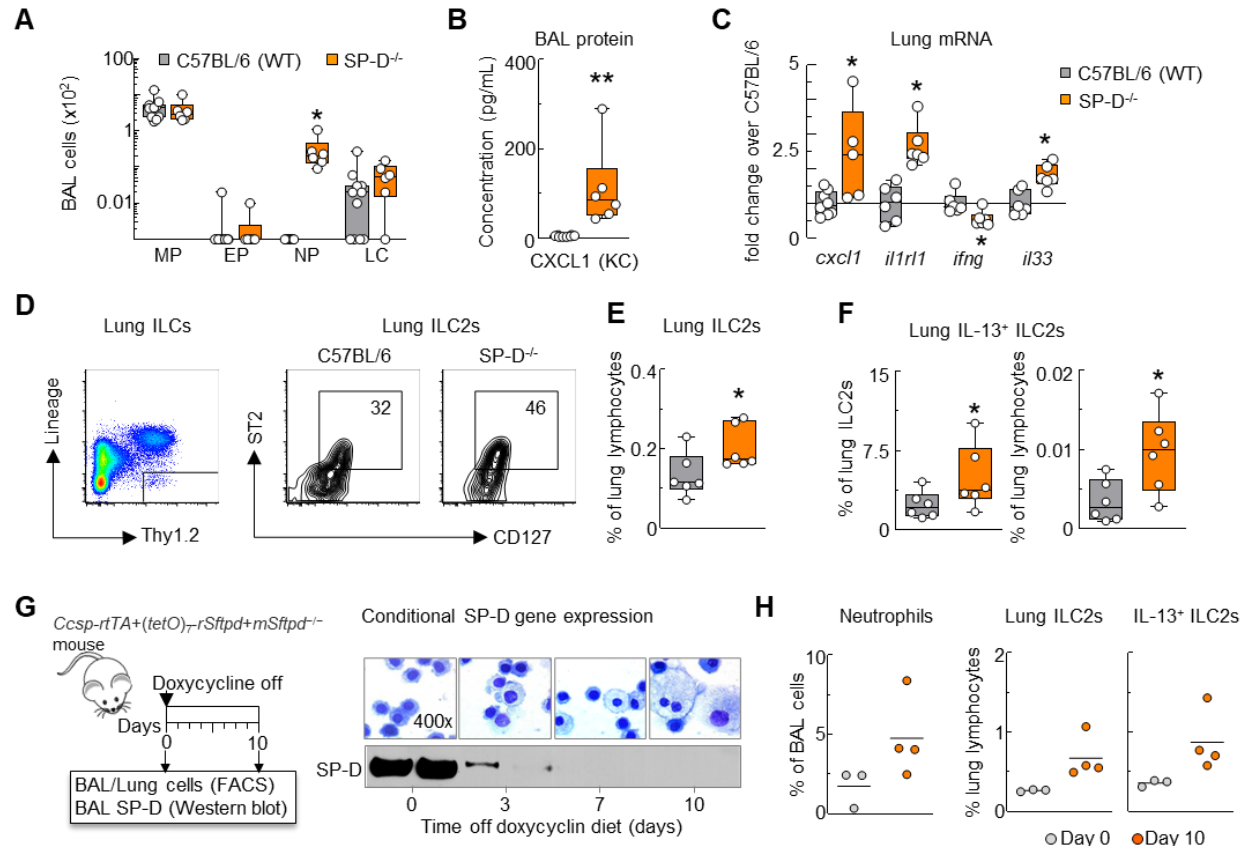 A
C57BL/6 (WT)
SP-D-/-
BAL cells (x10²)
100
1
0.01
MP
EP
NP
LC
*
B
BAL protein
Concentration (pg/mL)
400
200
0
**
CXCL1 (KC)
C
Lung mRNA
fold change over C57BL/6
5
2.5
0
*
*
*
*
cxcl1
il1rl1
ifng
il33
C57BL/6 (WT)
SP-D-/-
D
Lung ILCs
Lineage
Thy1.2
Lung ILC2s
C57BL/6
SP-D-/-
32
46
ST2
CD127
E
Lung ILC2s
% of lung lymphocytes
0.4
0.2
0
*
F
Lung IL-13+ ILC2s
% of lung ILC2s
15
7.5
0
*
% of lung lymphocytes
0.02
0.01
0
*
G
Ccsp-rtTA+(tetO)7-rSftpd+mSftpd-/-
mouse
Doxycycline off
Days
0
10
BAL/Lung cells (FACS)
BAL SP-D (Western blot)
Conditional SP-D gene expression
400x
SP-D
0
3
7
10
Time off doxycyclin diet (days)
H
Neutrophils
% of BAL cells
10
5
0
Lung ILC2s
% lung lymphocytes
2
1
0
IL-13+ ILC2s
2
1
0
Day 0
Day 10